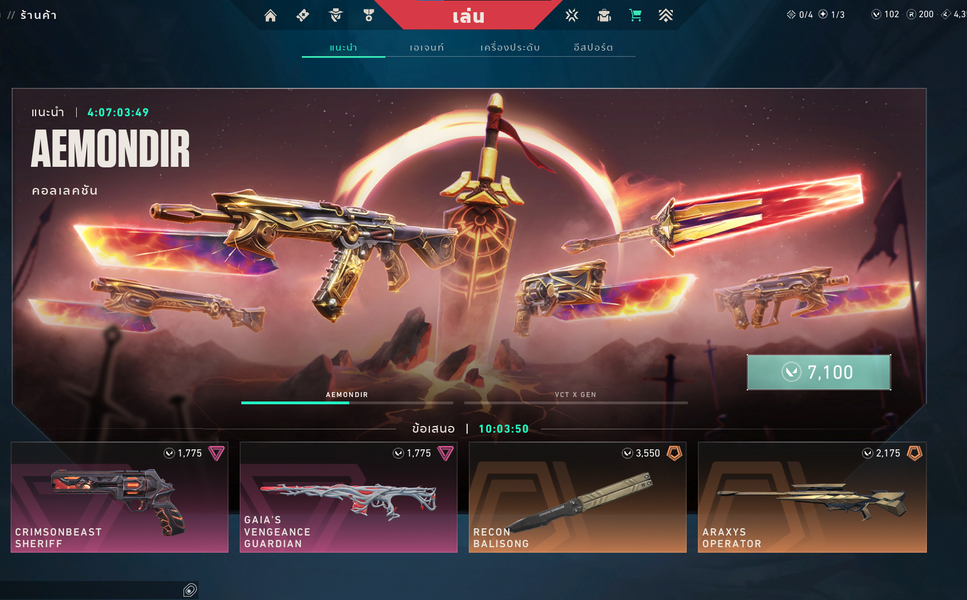 // ร้านค้า
เล่น
0/4
1/3
102
200
4,3
แนะนำ
เอเจนท์
เครื่องประดับ
อีสปอร์ต
แนะนำ | 4:07:03:49
AEMONDIR
คอลเลคชัน
7,100
AEMONDIR
VCT X GEN
ข้อเสนอ | 10:03:50
1,775
CRIMSONBEAST
SHERIFF
1,775
GAIA'S
VENGEANCE
GUARDIAN
3,550
RECON
BALISONG
2,175
ARAXYS
OPERATOR